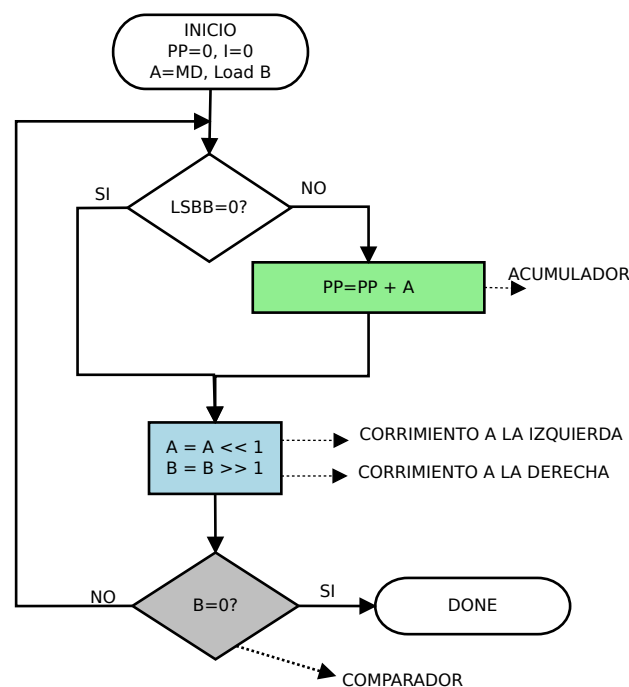 INICIO
PP=0, I=0
A=MD, Load B
SI
NO
LSBB=0?
ACUMULADOR
PP=PP + A
CORRIMIENTO A LA IZQUIERDA
A = A << 1
B = B >> 1
CORRIMIENTO A LA DERECHA
NO
B=0?
SI
DONE
COMPARADOR